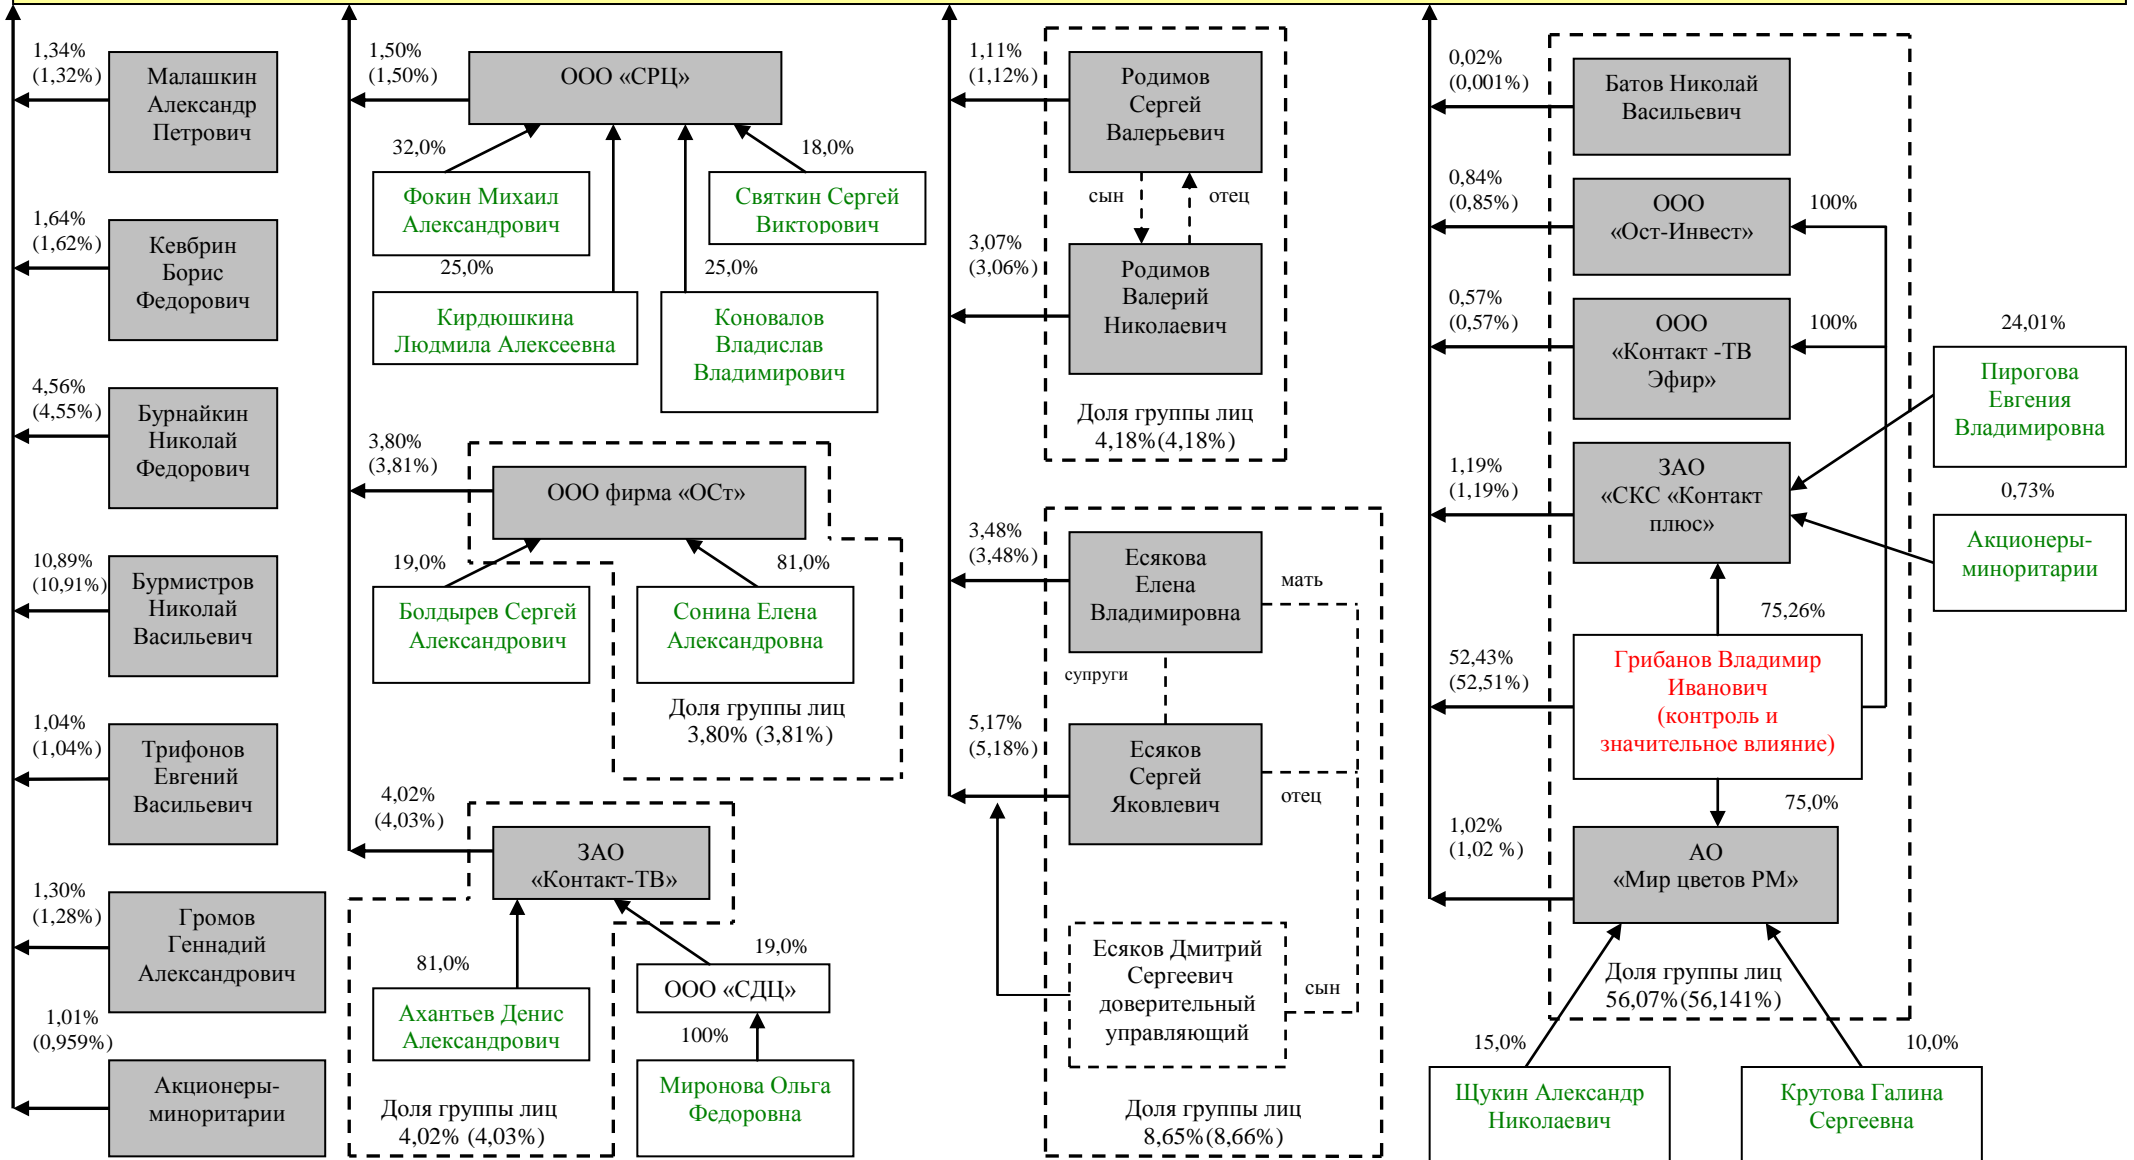 1,34%
(1,32%)
Малашкин
Александр
Петрович
1,64%
(1,62%)
Кевбрин
Борис
Федорович
4,56%
(4,55%)
Бурнайкин
Николай
Федорович
10,89%
(10,91%)
Бурмистров
Николай
Васильевич
1,04%
(1,04%)
Трифонов
Евгений
Васильевич
1,30%
(1,28%)
Громов
Геннадий
Александрович
1,01%
(0,959%)
Акционеры-
миноритарии
1,50%
(1,50%)
ООО «СРЦ»
32,0%
18,0%
Фокин Михаил
Александрович
Святкин Сергей
Викторович
25,0%
25,0%
Кирдюшкина
Людмила Алексеевна
Коновалов
Владислав
Владимирович
3,80%
(3,81%)
ООО фирма «ОСт»
19,0%
81,0%
Болдырев Сергей
Александрович
Сонина Елена
Александровна
Доля группы лиц
3,80% (3,81%)
4,02%
(4,03%)
ЗАО
«Контакт-ТВ»
81,0%
19,0%
ООО «СДЦ»
Ахантьев Денис
Александрович
100%
Миронова Ольга
Федоровна
Доля группы лиц
4,02% (4,03%)
1,11%
(1,12%)
Родимов
Сергей
Валерьевич
сын
отец
3,07%
(3,06%)
Родимов
Валерий
Николаевич
Доля группы лиц
4,18%(4,18%)
3,48%
(3,48%)
Есякова
Елена
Владимировна
мать
супруги
5,17%
(5,18%)
Есяков
Сергей
Яковлевич
отец
Есяков Дмитрий
Сергеевич
доверительный
управляющий
сын
Доля группы лиц
8,65%(8,66%)
0,02%
(0,001%)
Батов Николай
Васильевич
0,84%
(0,85%)
ООО
«Ост-Инвест»
100%
0,57%
(0,57%)
ООО
«Контакт -ТВ
Эфир»
100%
24,01%
Пирогова
Евгения
Владимировна
1,19%
(1,19%)
ЗАО
«СКС «Контакт
плюс»
0,73%
Акционеры-
миноритарии
75,26%
52,43%
(52,51%)
Грибанов Владимир
Иванович
(контроль и
значительное влияние)
75,0%
1,02%
(1,02 %)
АО
«Мир цветов РМ»
Доля группы лиц
56,07%(56,141%)
15,0%
10,0%
Щукин Александр
Николаевич
Крутова Галина
Сергеевна